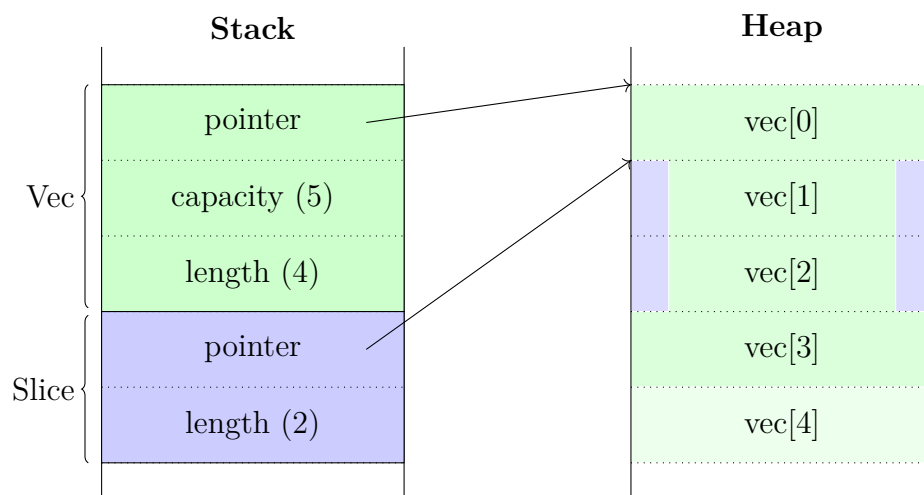 Stack
Heap
Vec
pointer
capacity (5)
length (4)
Slice
pointer
length (2)
vec[0]
vec[1]
vec[2]
vec[3]
vec[4]